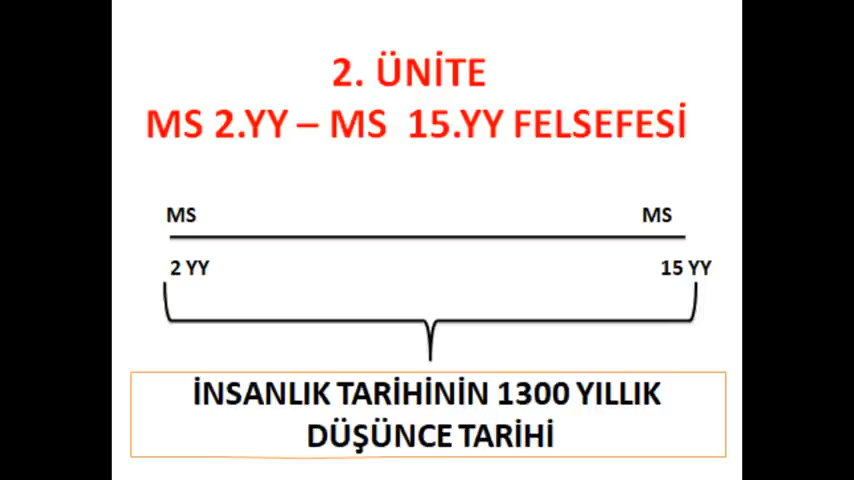 2. ÜNİTE
MS 2.YY – MS 15.YY FELSEFESİ
MS MS
2 YY 15 YY
İNSANLIK TARİHİNİN 1300 YILLIK
DÜŞÜNCE TARİHİ